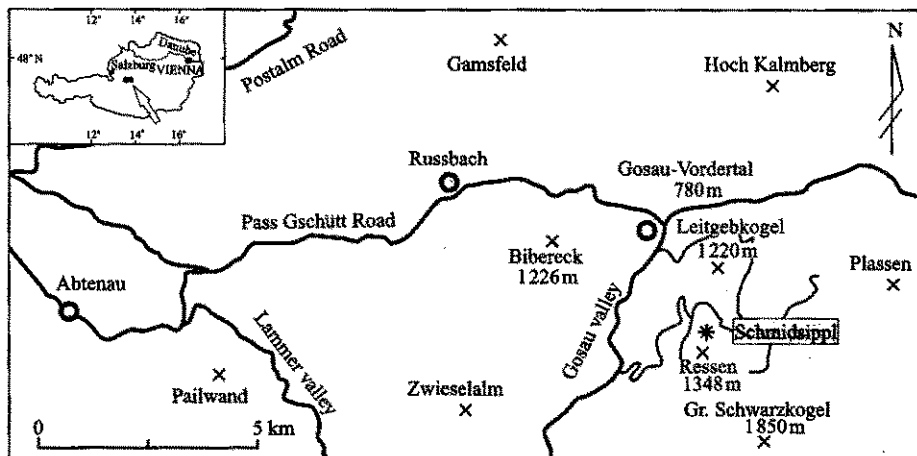 12° 14° 16°
48° N
Danube
Salzburg
VIENNA
12° 14° 16°
Postalm Road
Gamsfeld
Hoch Kalmberg
N
Russbach
Gosau-Vordertal
780 m
Pass Gschütt Road
Leitgebkogel
1220 m
Bibereck
1226 m
Plassen
Abtenau
Gosau valley
Schmidsippl
Lammer valley
Ressen
1348 m
Pailwand
Zwieselalm
Gr. Schwarzkogel
1850 m
0 5 km